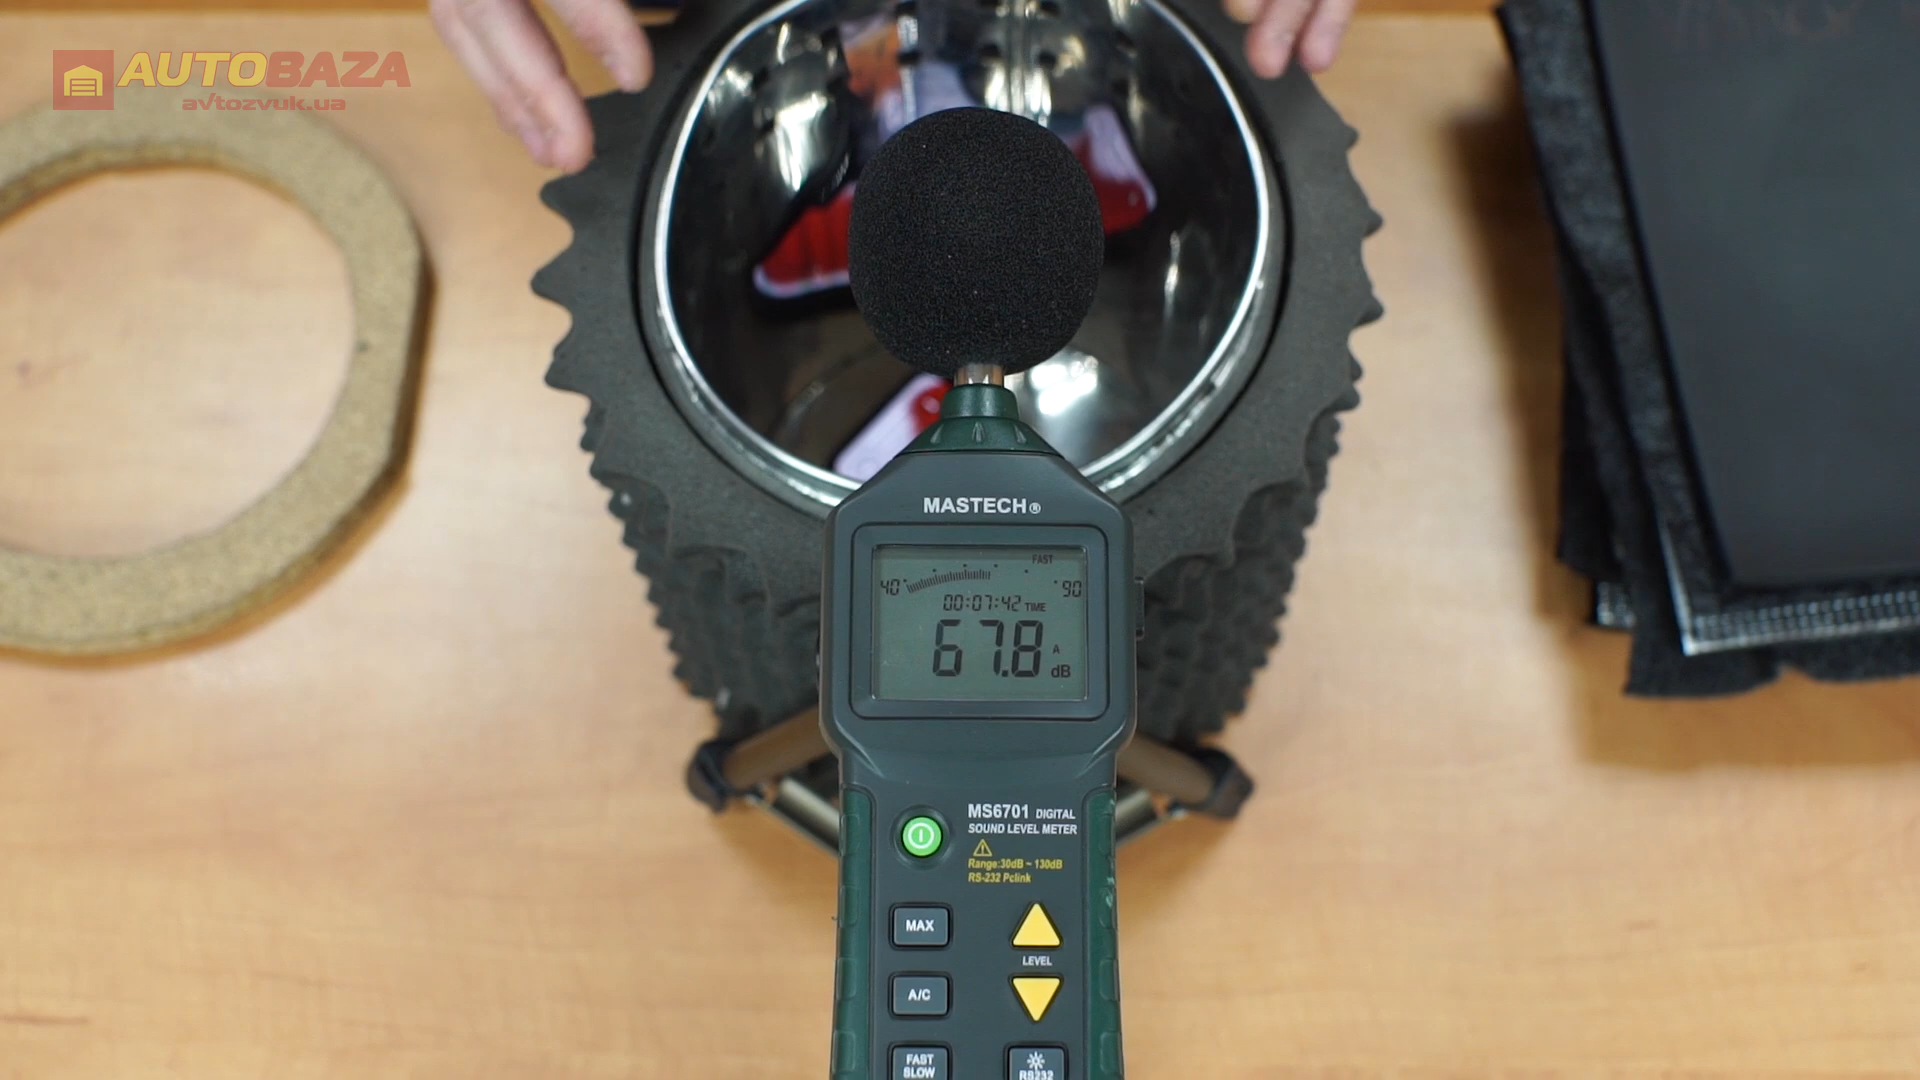 AUTOBAZA
avtozvuk.ua
MASTECH®
FAST
40 90
00:07:42 TIME
67.8 A dB
MS6701 DIGITAL
SOUND LEVEL METER
Range:30dB ~ 130dB
RS-232 Pclink
MAX
LEVEL
A/C
FAST
SLOW
RS232